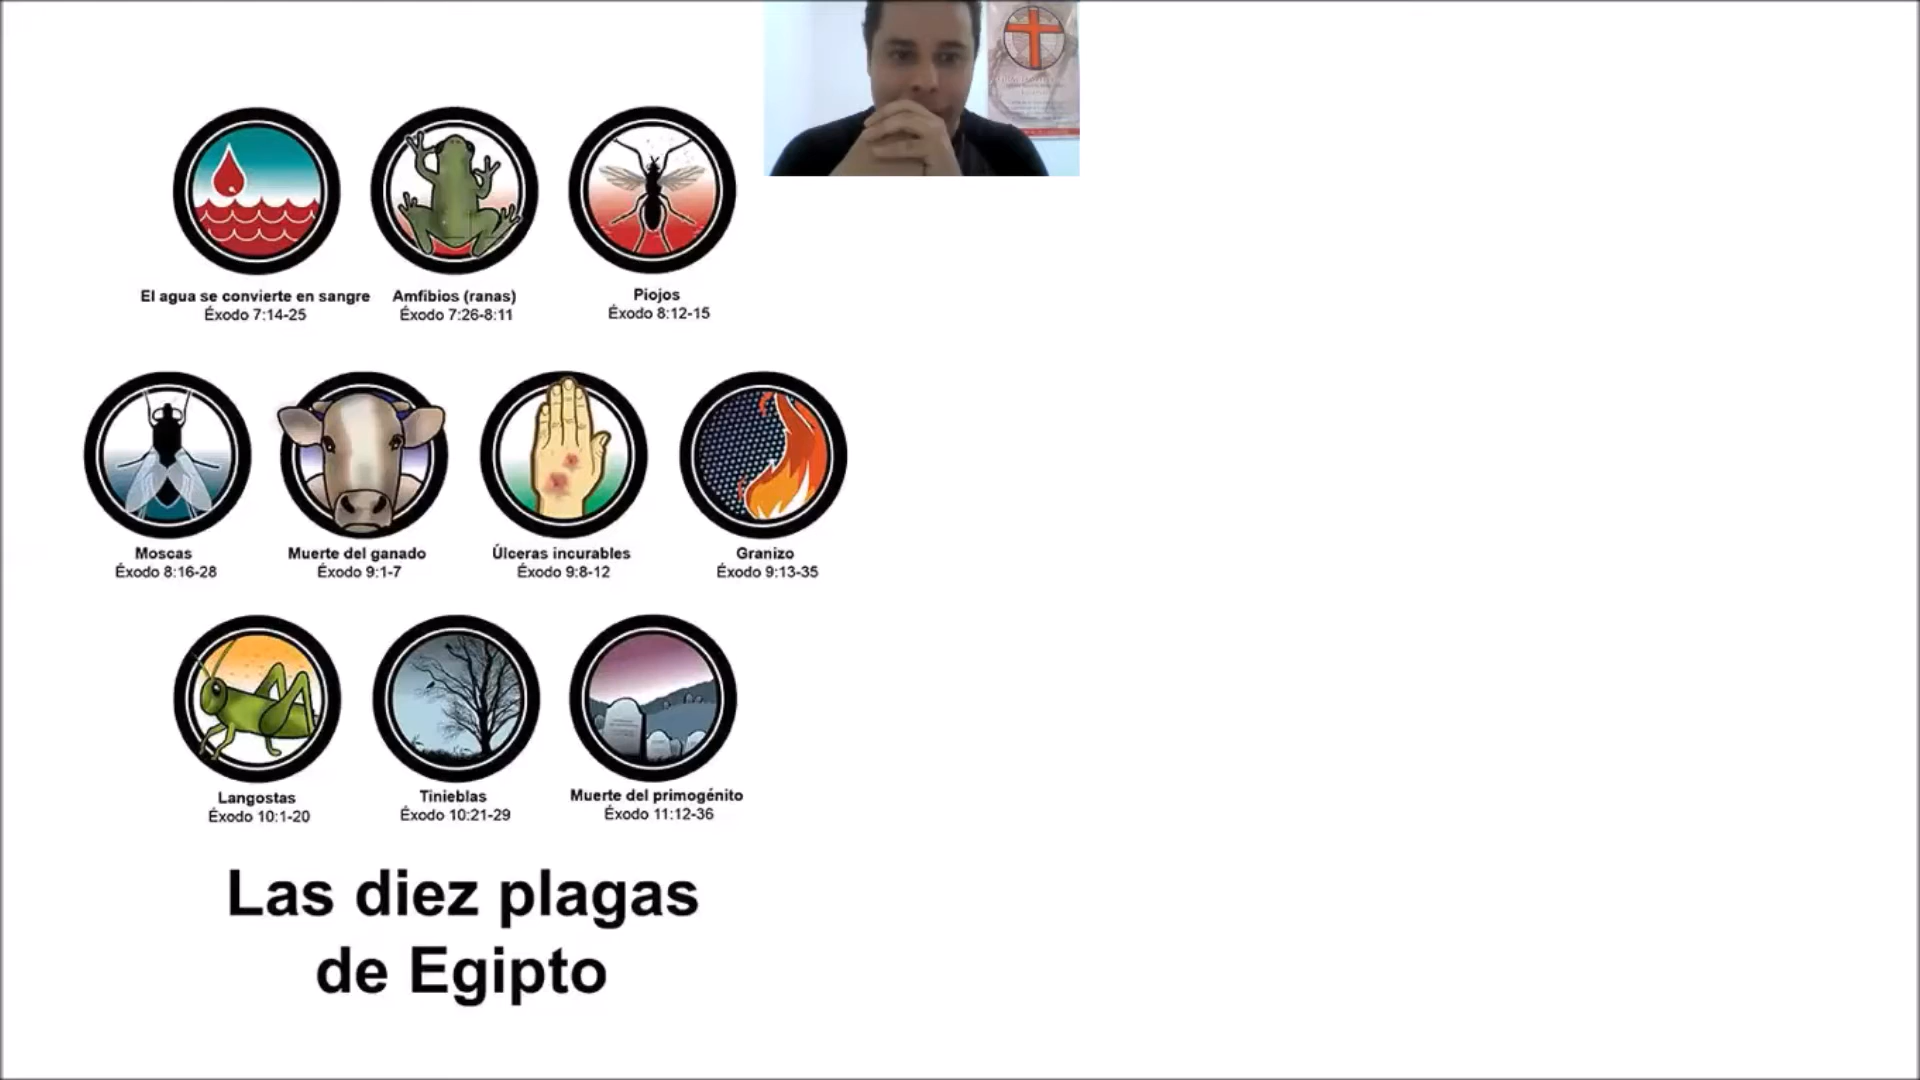 El agua se convierte en sangre
Éxodo 7:14-25
Amfibios (ranas)
Éxodo 7:26-8:11
Piojos
Éxodo 8:12-15
Moscas
Éxodo 8:16-28
Muerte del ganado
Éxodo 9:1-7
Úlceras incurables
Éxodo 9:8-12
Granizo
Éxodo 9:13-35
Langostas
Éxodo 10:1-20
Tinieblas
Éxodo 10:21-29
Muerte del primogénito
Éxodo 11:12-36
Las diez plagas
de Egipto